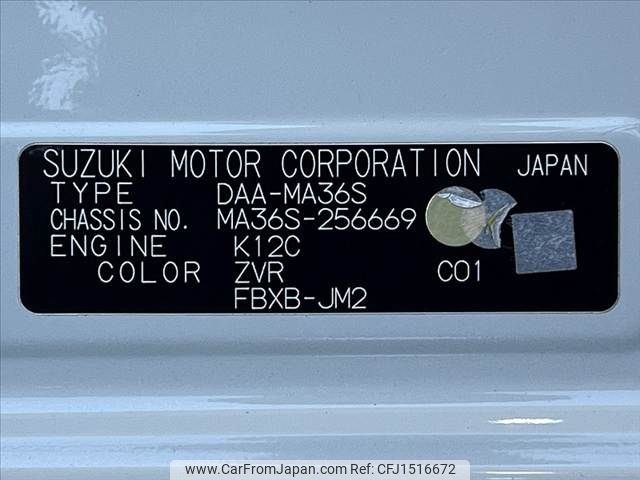 SUZUKI MOTOR CORPORATION JAPAN
TYPE DAA-MA36S
CHASSIS NO. MA36S-256669
ENGINE K12C
COLOR ZVR C01
FBXB-JM2
www.CarFromJapan.com - CFJ1516672